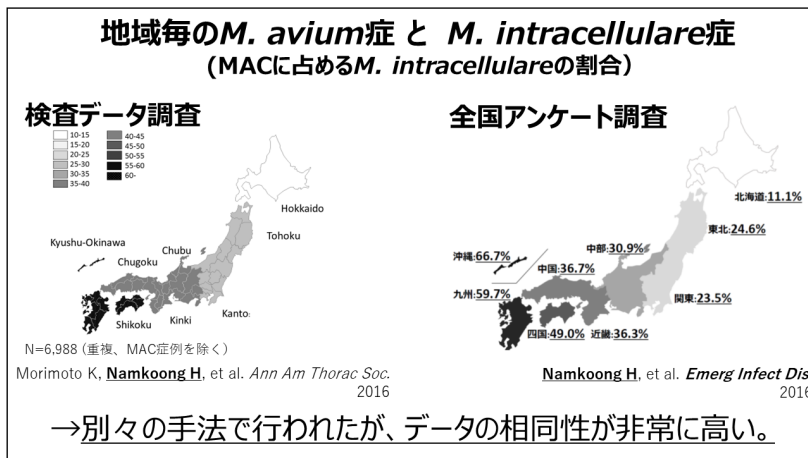 地域毎のM. avium症 と M. intracellulare症
(MACに占めるM. intracellulareの割合）
検査データ調査
10-15
15-20
20-25
25-30
30-35
35-40
40-45
45-50
50-55
55-60
60-
Hokkaido
Tohoku
Kyushu-Okinawa
Chubu
Chugoku
Kanto:
Kinki
Shikoku
N=6,988 (重複、MAC症例を除く）
Morimoto K, Namkoong H, et al. Ann Am Thorac Soc.
2016
全国アンケート調査
北海道:11.1%
東北:24.6%
中部:30.9%
沖縄:66.7%
中国:36.7%
九州:59.7%
関東:23.5%
四国:49.0%
近畿:36.3%
Namkoong H, et al. Emerg Infect Dis
2016
→別々の手法で行われたが、データの相同性が非常に高い。